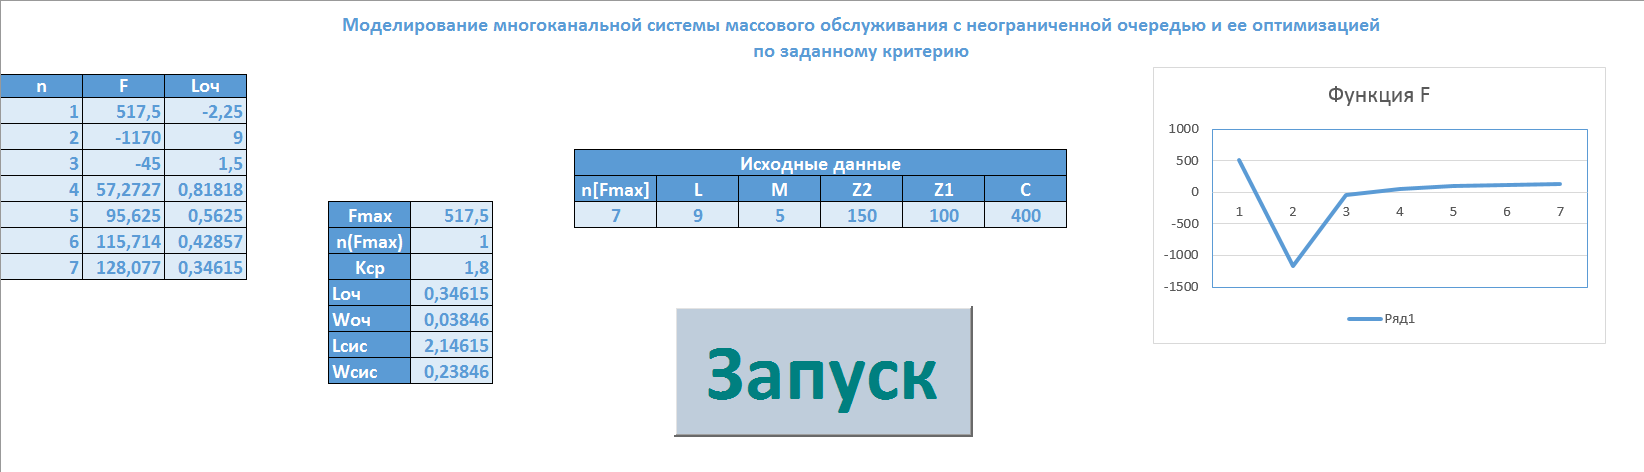 Моделирование многоканальной системы массового обслуживания с неограниченной очередью и ее оптимизацией
по заданному критерию
n F Lоч
1 517,5 -2,25
2 -1170 9
3 -45 1,5
4 57,2727 0,81818
5 95,625 0,5625
6 115,714 0,42857
7 128,077 0,34615
Fmax 517,5
n(Fmax) 1
Kср 1,8
Lоч 0,34615
Wоч 0,03846
Lсис 2,14615
Wсис 0,23846
Исходные данные
n[Fmax] L M Z2 Z1 C
7 9 5 150 100 400
Запуск
Функция F
1000
500
0
-500
-1000
-1500
1 2 3 4 5 6 7
Ряд1